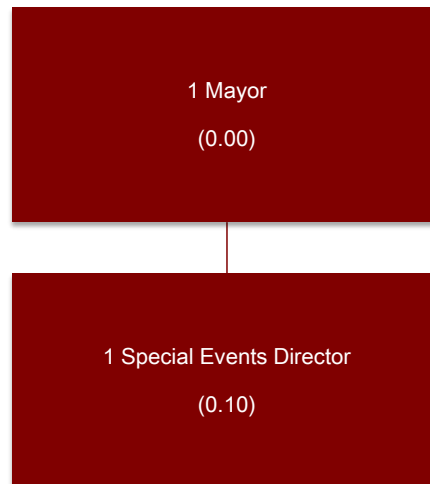 1 Mayor
(0.00)
1 Special Events Director
(0.10)